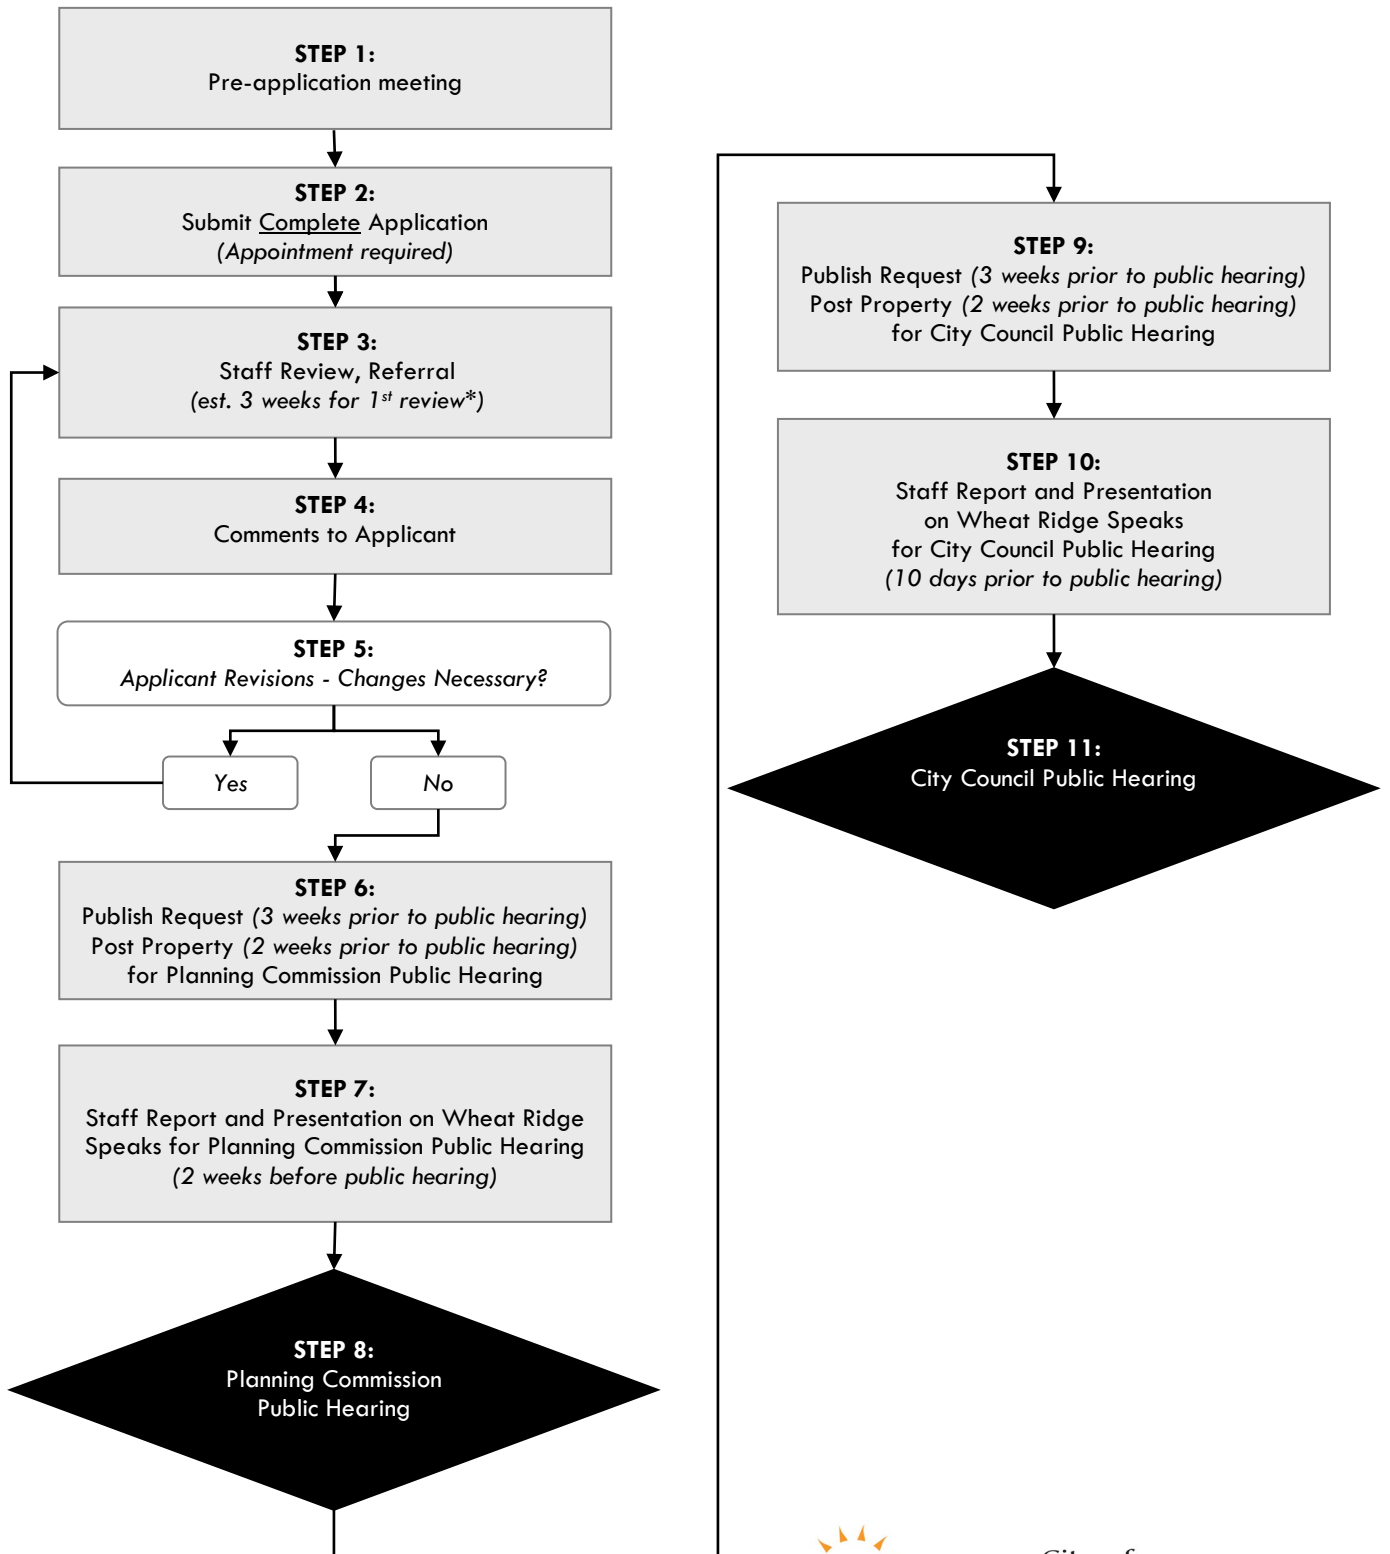 STEP 1:
Pre-application meeting
STEP 2:
Submit Complete Application
(Appointment required)
STEP 3:
Staff Review, Referral
(est. 3 weeks for 1st review*)
STEP 4:
Comments to Applicant
STEP 5:
Applicant Revisions - Changes Necessary?
Yes
No
STEP 6:
Publish Request (3 weeks prior to public hearing)
Post Property (2 weeks prior to public hearing)
for Planning Commission Public Hearing
STEP 7:
Staff Report and Presentation on Wheat Ridge
Speaks for Planning Commission Public Hearing
(2 weeks before public hearing)
STEP 8:
Planning Commission
Public Hearing
STEP 9:
Publish Request (3 weeks prior to public hearing)
Post Property (2 weeks prior to public hearing)
for City Council Public Hearing
STEP 10:
Staff Report and Presentation
on Wheat Ridge Speaks
for City Council Public Hearing
(10 days prior to public hearing)
STEP 11:
City Council Public Hearing